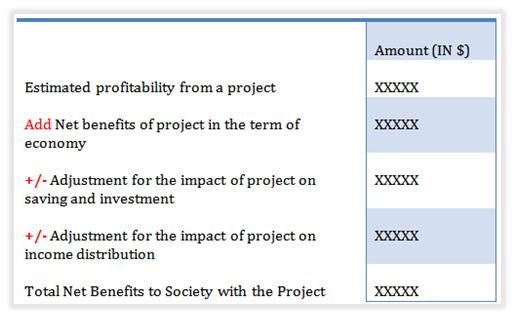 Amount (IN $)
Estimated profitability from a project XXXXX
Add Net benefits of project in the term of XXXXX
economy
+/- Adjustment for the impact of project on XXXXX
saving and investment
+/- Adjustment for the impact of project on XXXXX
income distribution
Total Net Benefits to Society with the Project XXXXX